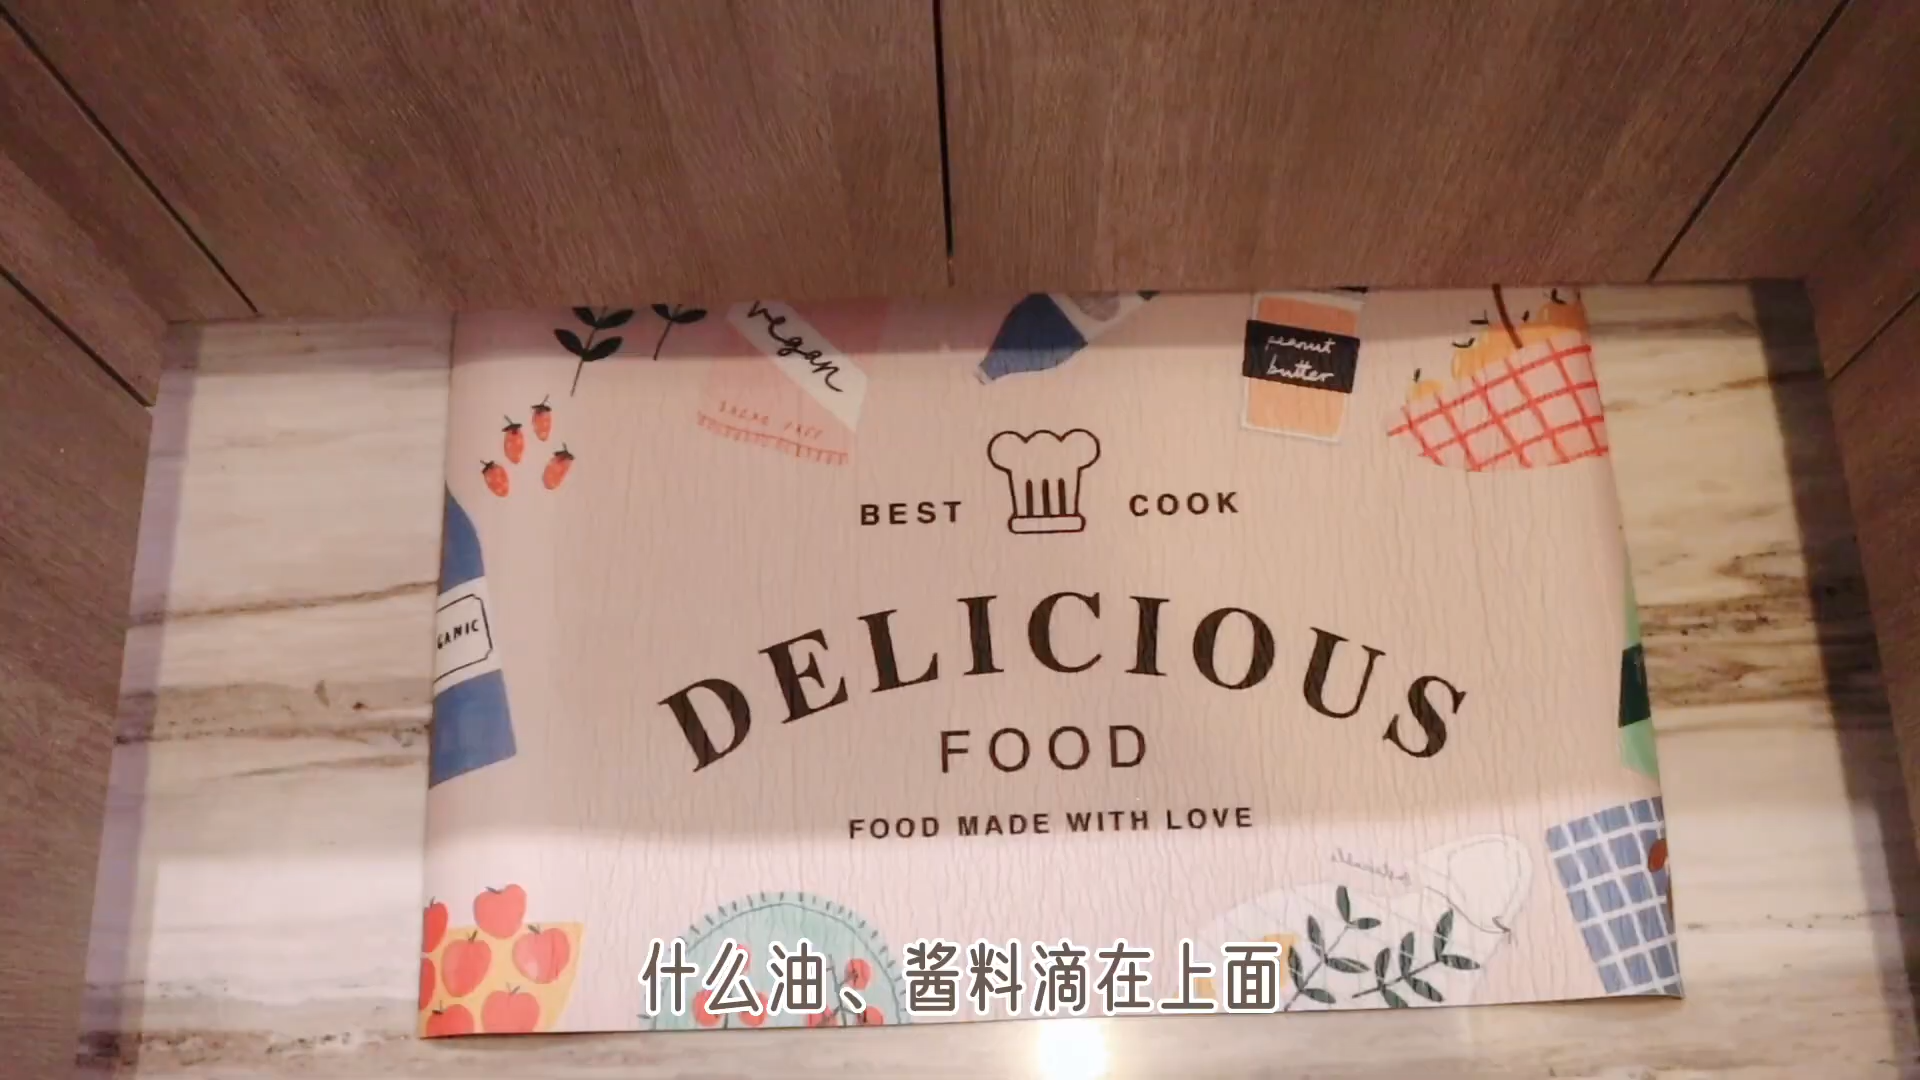 vegan
peanut
butter
BEST COOK
GANIC
DELICIOUS
FOOD
FOOD MADE WITH LOVE
什么油、酱料滴在上面